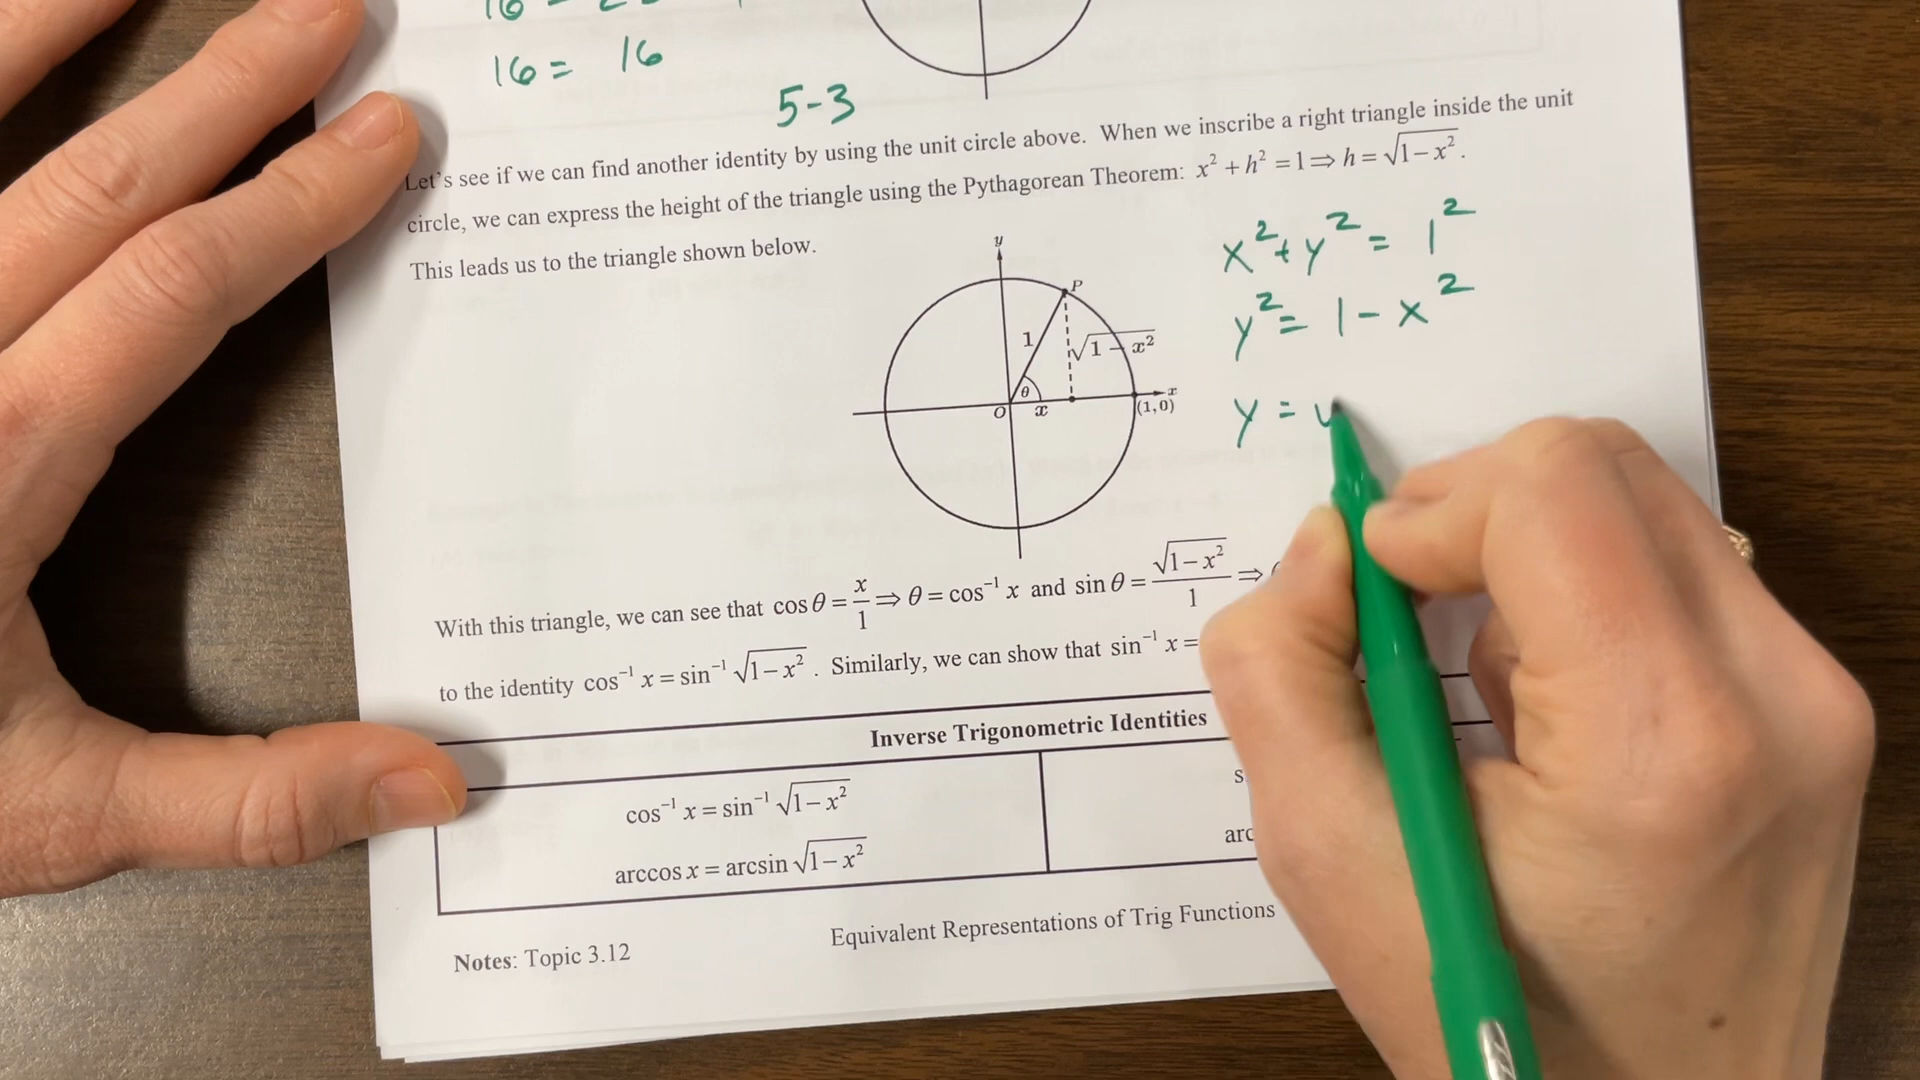 16 =
16 = 16
5-3
Let's see if we can find another identity by using the unit circle above. When we inscribe a right triangle inside the unit
circle, we can express the height of the triangle using the Pythagorean Theorem: x² + h² = 1 ⇒ h = √1 − x².
This leads us to the triangle shown below.
x² + y² = 1²
y² = 1 − x²
y =
y
P
1
√1 − x²
θ
x
O
x
(1,0)
With this triangle, we can see that cos θ = x/1 ⇒ θ = cos⁻¹ x and sin θ = √1 − x²/1 ⇒
to the identity cos⁻¹ x = sin⁻¹ √1 − x². Similarly, we can show that sin⁻¹ x =
Inverse Trigonometric Identities
cos⁻¹ x = sin⁻¹ √1 − x²
s
arccos x = arcsin √1 − x²
arc
Notes: Topic 3.12
Equivalent Representations of Trig Functions